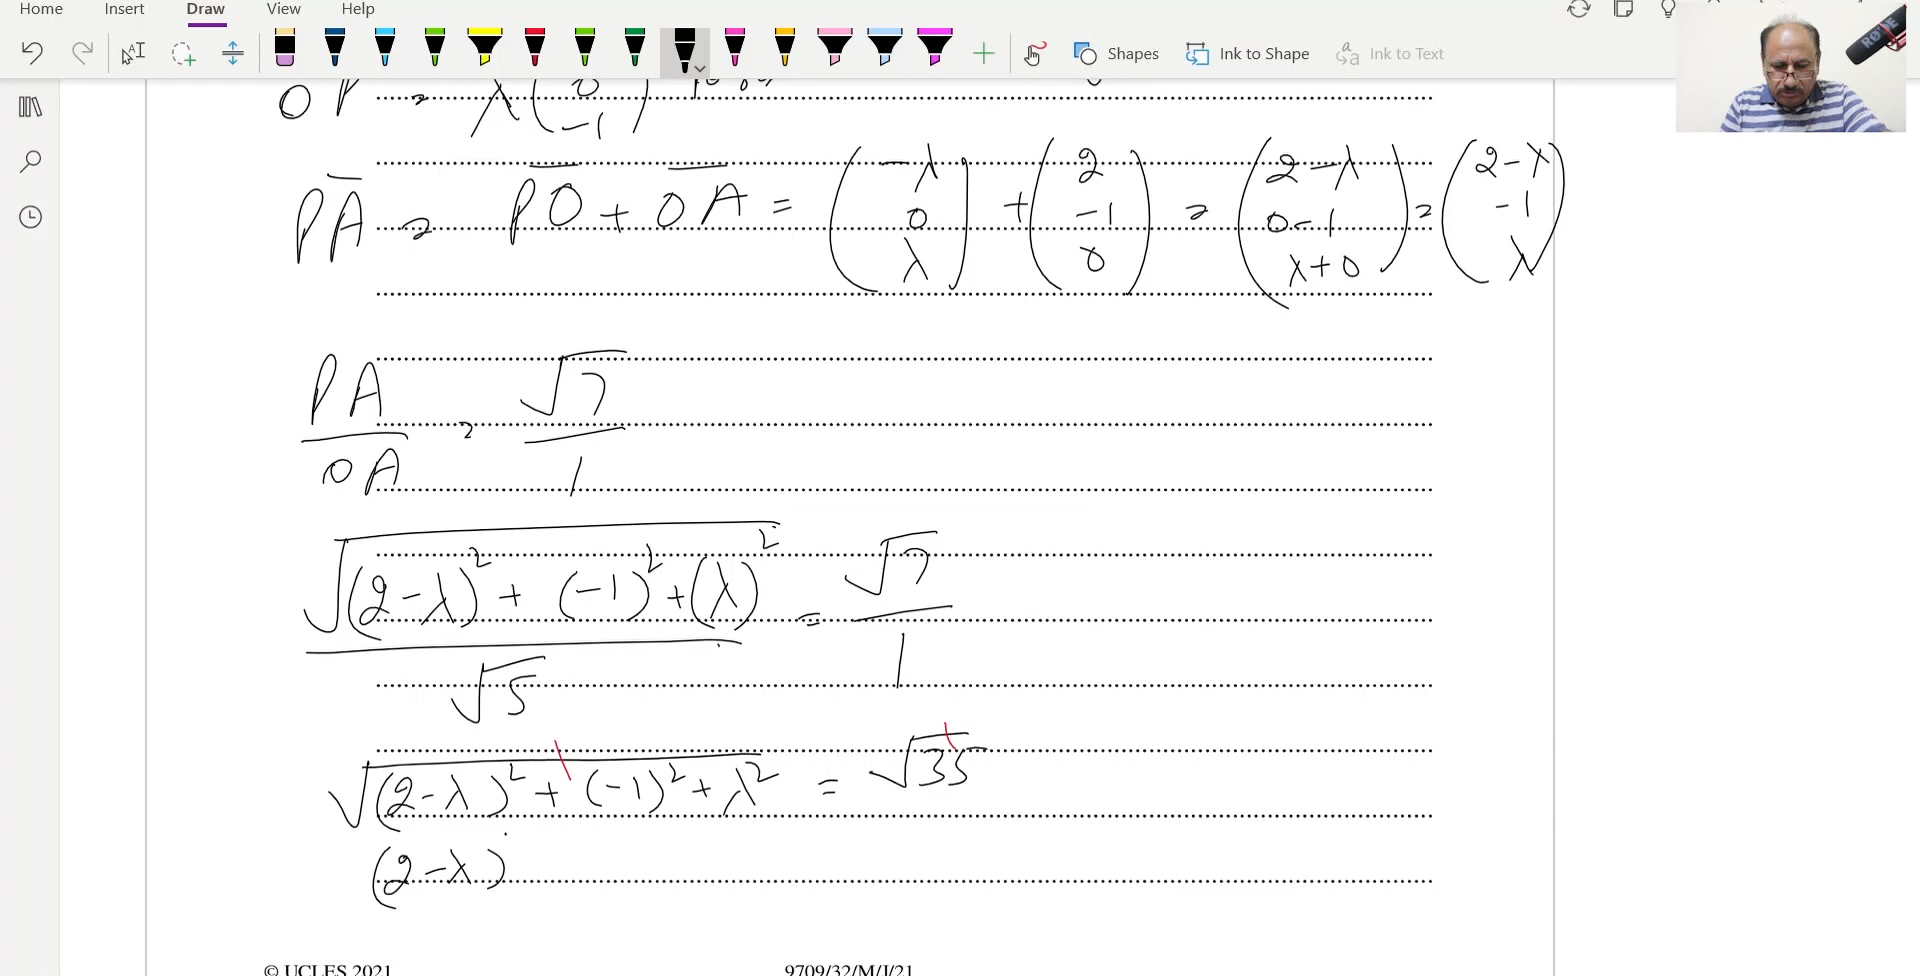 Home Insert Draw View Help
Shapes Ink to Shape Ink to Text
OP = λ ( 0 -1 )
PA = PO + OA = ( -λ 0 λ ) + ( 2 -1 0 ) = ( 2-λ 0-1 λ+0 ) = ( 2-λ -1 λ )
PA/OA = √7/1
√((2-λ)² + (-1)² + (λ)²)/√5 = √7/1
√((2-λ)² + (-1)² + λ²) = √35
(2-λ)
© UCLES 2021 9709/32/M/J/21